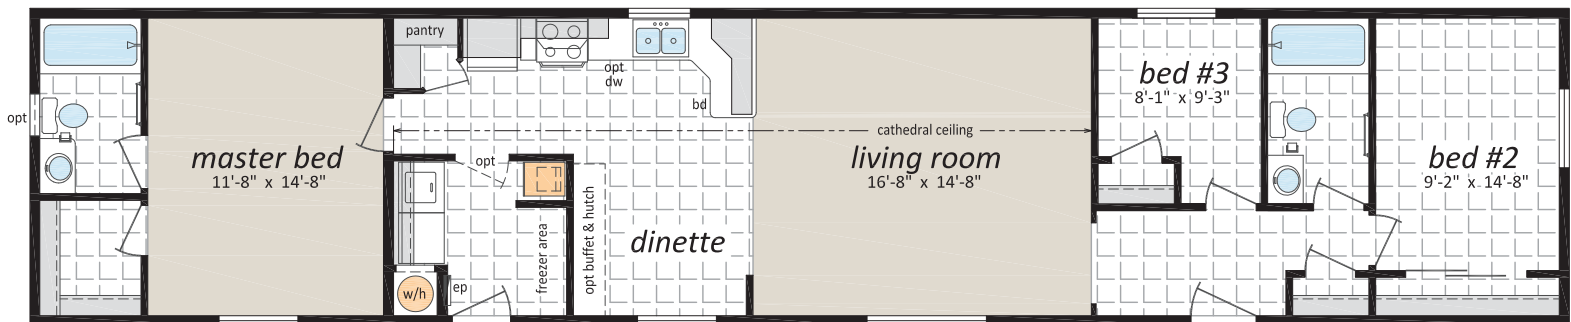 pantry
opt
dw
bd
opt
cathedral ceiling
master bed
11'-8" x 14'-8"
opt
living room
16'-8" x 14'-8"
bed #3
8'-1" x 9'-3"
bed #2
9'-2" x 14'-8"
freezer area
opt buffet & hutch
dinette
w/h
ep